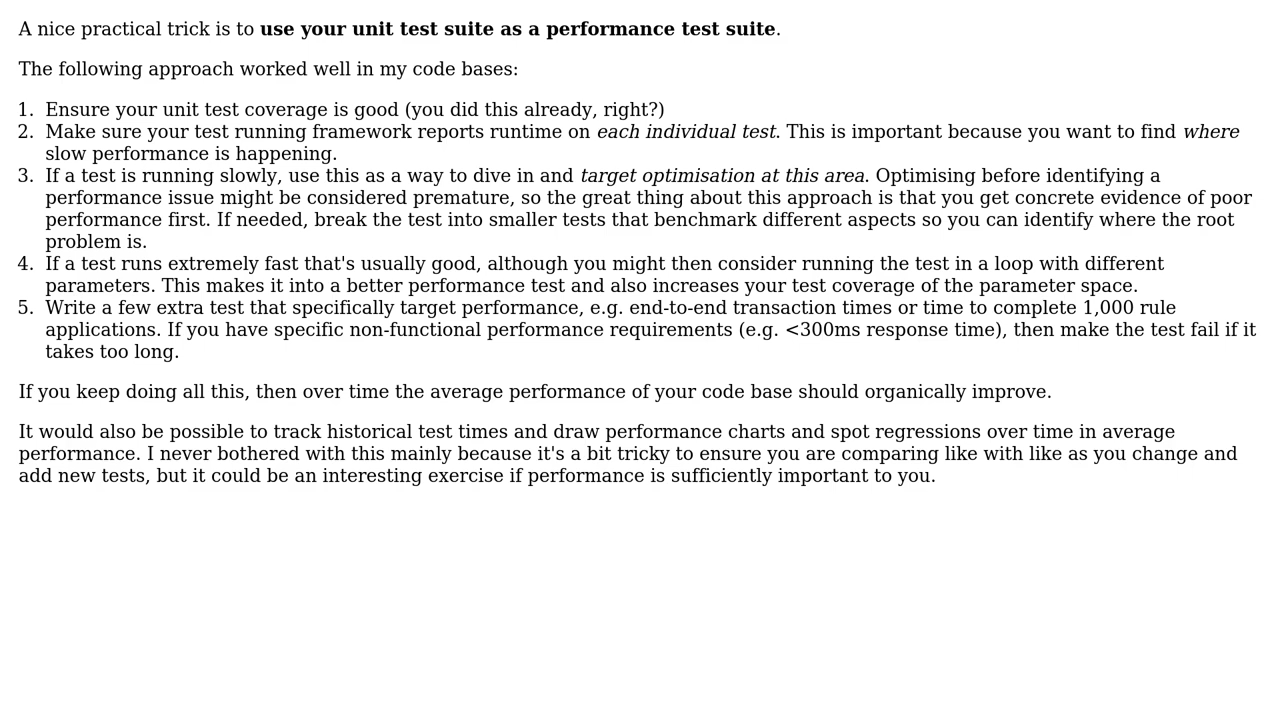 A nice practical trick is to use your unit test suite as a performance test suite.
The following approach worked well in my code bases:
1. Ensure your unit test coverage is good (you did this already, right?)
2. Make sure your test running framework reports runtime on each individual test. This is important because you want to find where
slow performance is happening.
3. If a test is running slowly, use this as a way to dive in and target optimisation at this area. Optimising before identifying a
performance issue might be considered premature, so the great thing about this approach is that you get concrete evidence of poor
performance first. If needed, break the test into smaller tests that benchmark different aspects so you can identify where the root
problem is.
4. If a test runs extremely fast that's usually good, although you might then consider running the test in a loop with different
parameters. This makes it into a better performance test and also increases your test coverage of the parameter space.
5. Write a few extra test that specifically target performance, e.g. end-to-end transaction times or time to complete 1,000 rule
applications. If you have specific non-functional performance requirements (e.g. <300ms response time), then make the test fail if it
takes too long.
If you keep doing all this, then over time the average performance of your code base should organically improve.
It would also be possible to track historical test times and draw performance charts and spot regressions over time in average
performance. I never bothered with this mainly because it's a bit tricky to ensure you are comparing like with like as you change and
add new tests, but it could be an interesting exercise if performance is sufficiently important to you.